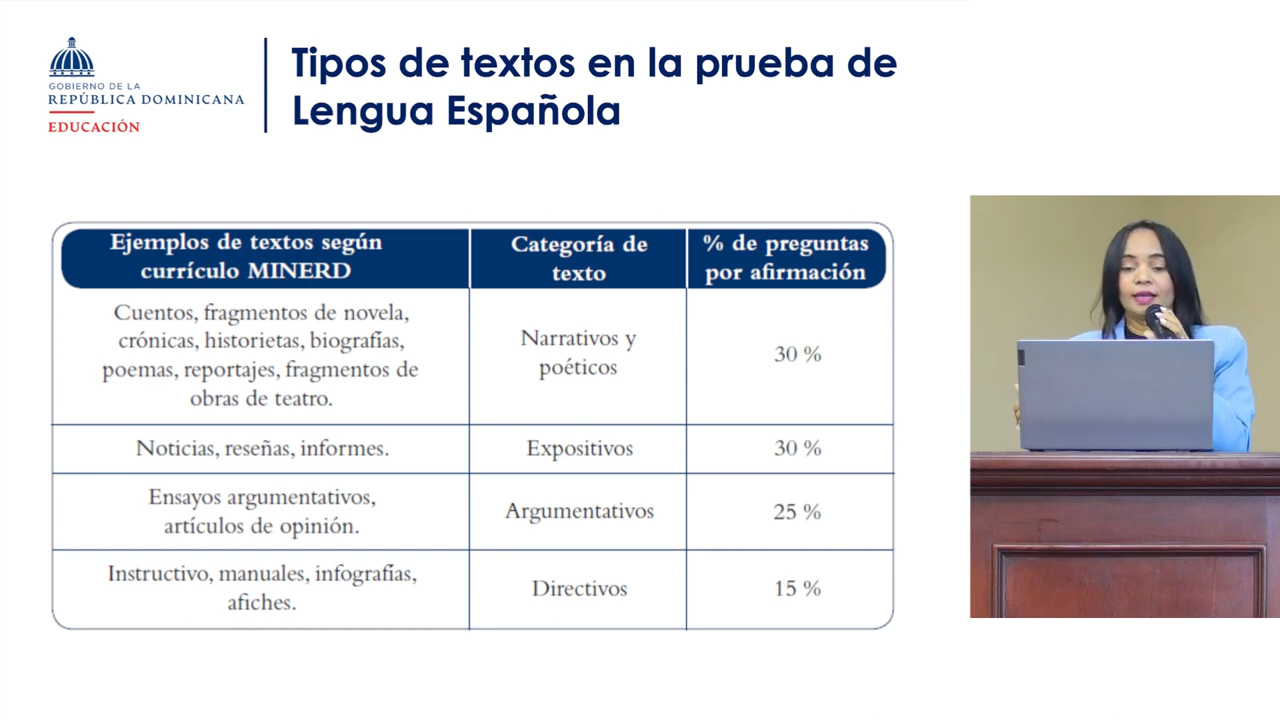 GOBIERNO DE LA
REPÚBLICA DOMINICANA
EDUCACIÓN
Tipos de textos en la prueba de
Lengua Española
Ejemplos de textos según
currículo MINERD
Categoría de
texto
% de preguntas
por afirmación
Cuentos, fragmentos de novela,
crónicas, historietas, biografías,
poemas, reportajes, fragmentos de
obras de teatro.
Narrativos y
poéticos
30 %
Noticias, reseñas, informes.
Expositivos
30 %
Ensayos argumentativos,
artículos de opinión.
Argumentativos
25 %
Instructivo, manuales, infografías,
afiches.
Directivos
15 %